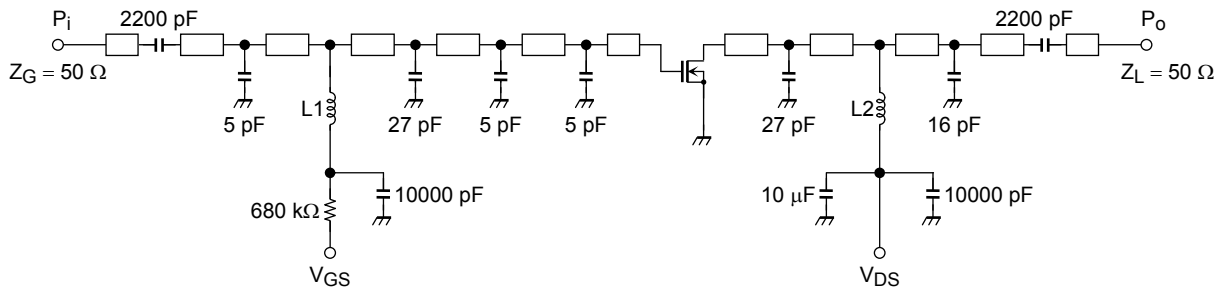 Pi
2200 pF
2200 pF
Po
ZG = 50 Ω
ZL = 50 Ω
L1
L2
5 pF
27 pF
5 pF
5 pF
27 pF
16 pF
10000 pF
10 μF
10000 pF
680 kΩ
VGS
VDS